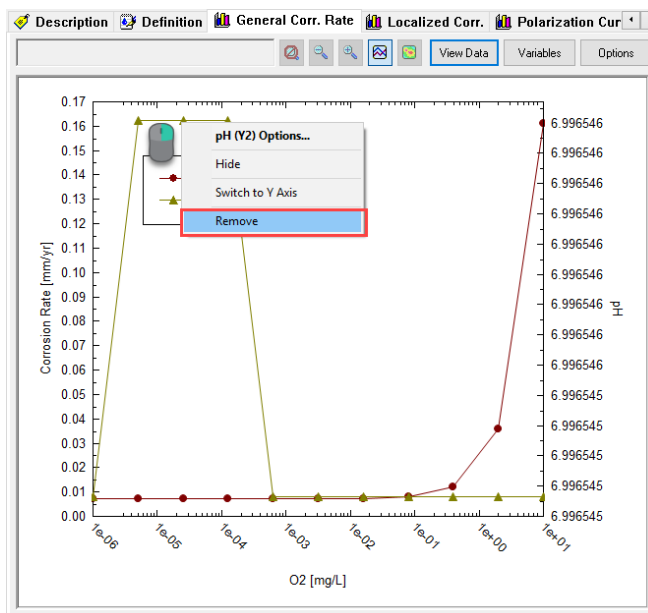 Description
Definition
General Corr. Rate
Localized Corr.
Polarization Cur
View Data
Variables
Options
pH (Y2) Options...
Hide
Switch to Y Axis
Remove
Corrosion Rate [mm/yr]
0.17
0.16
0.15
0.14
0.13
0.12
0.11
0.10
0.09
0.08
0.07
0.06
0.05
0.04
0.03
0.02
0.01
0.00
6.996546
6.996546
6.996546
6.996546
6.996546
6.996546
6.996546
6.996546
6.996545
6.996545
6.996545
6.996545
6.996545
6.996545
pH
1e-06
1e-05
1e-04
1e-03
1e-02
1e-01
1e+00
1e+01
O2 [mg/L]